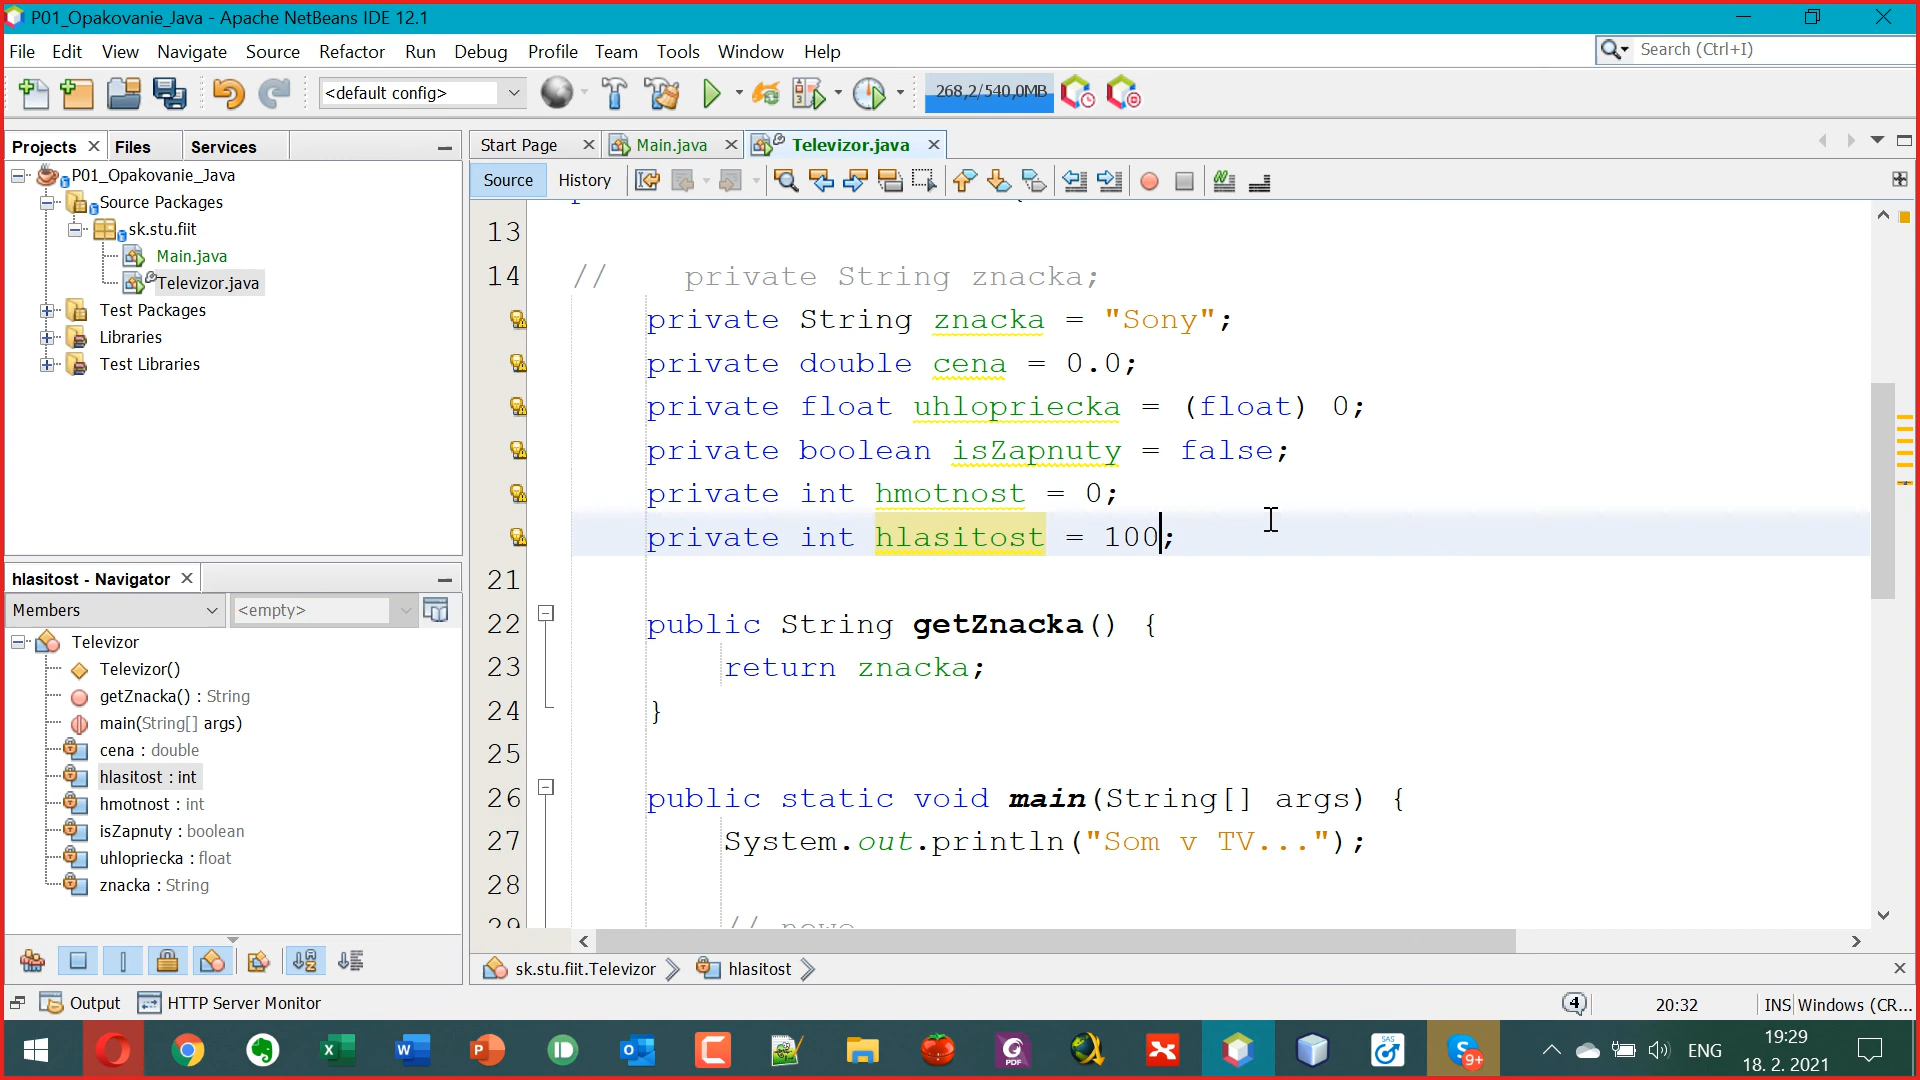 P01_Opakovanie_Java - Apache NetBeans IDE 12.1
File Edit View Navigate Source Refactor Run Debug Profile Team Tools Window Help
Search (Ctrl+I)
<default config>
268,2/540,0MB
Projects Files Services
P01_Opakovanie_Java
Source Packages
sk.stu.fiit
Main.java
Televizor.java
Test Packages
Libraries
Test Libraries
hlasitost - Navigator
Members <empty>
Televizor
Televizor()
getZnacka() : String
main(String[] args)
cena : double
hlasitost : int
hmotnost : int
isZapnuty : boolean
uhlopriecka : float
znacka : String
Start Page Main.java Televizor.java
Source History
13
14 // private String znacka;
private String znacka = "Sony";
private double cena = 0.0;
private float uhlopriecka = (float) 0;
private boolean isZapnuty = false;
private int hmotnost = 0;
private int hlasitost = 100;
21
22 public String getZnacka() {
23 return znacka;
24 }
25
26 public static void main(String[] args) {
27 System.out.println("Som v TV...");
28
29 // nowe
sk.stu.fiit.Televizor hlasitost
Output HTTP Server Monitor
4 20:32 INS Windows (CR...
ENG 19:29
18. 2. 2021